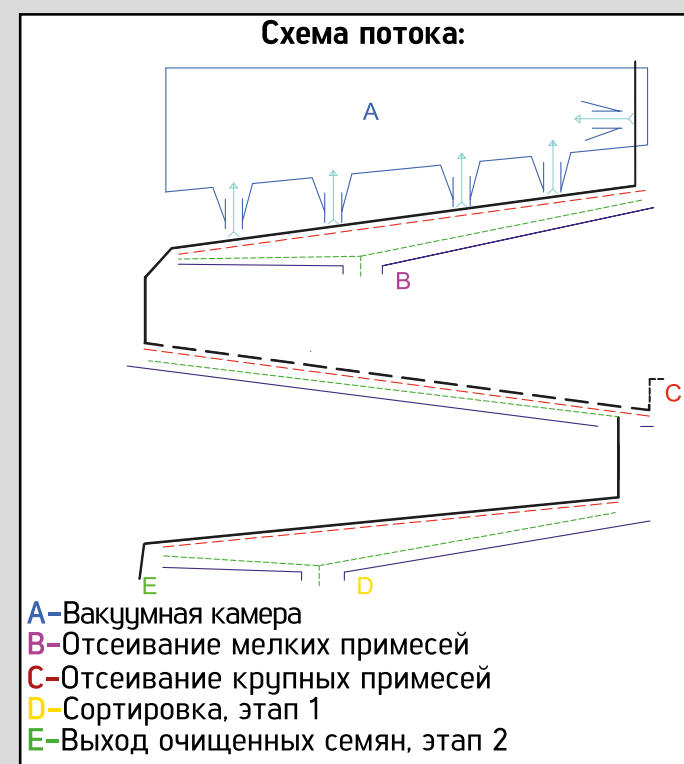 Схема потока:
A
B
C
E
D
A-Вакуумная камера
B-Отсеивание мелких примесей
C-Отсеивание крупных примесей
D-Сортировка, этап 1
E-Выход очищенных семян, этап 2